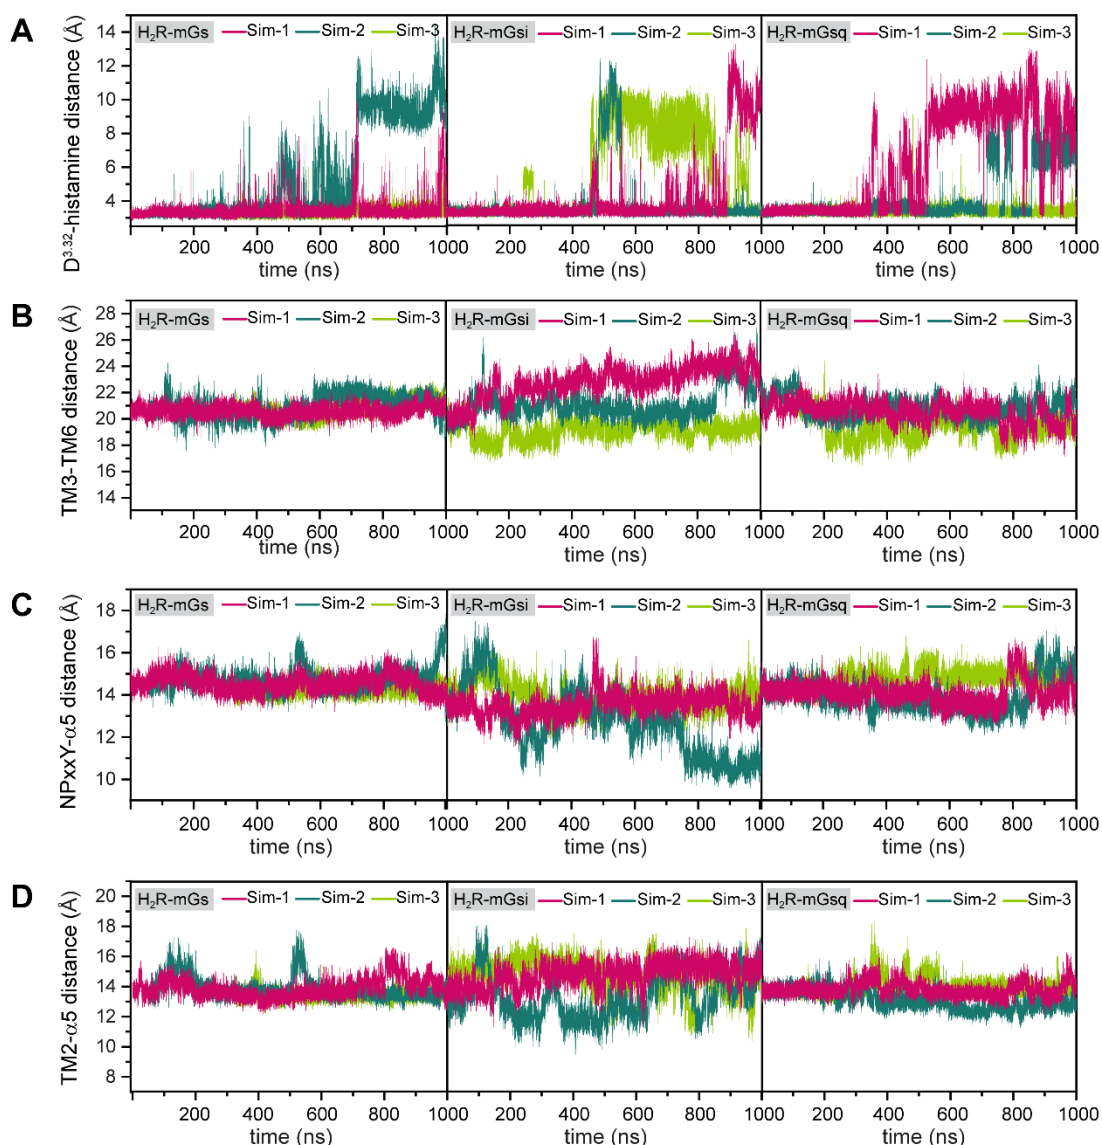 A
D3.32-histamine distance (Å)
14
12
10
8
6
4
H2R-mGs Sim-1 Sim-2 Sim-3
H2R-mGsi Sim-1 Sim-2 Sim-3
H2R-mGsq Sim-1 Sim-2 Sim-3
200 400 600 800 1000 200 400 600 800 1000 200 400 600 800 1000
time (ns) time (ns) time (ns)
B
TM3-TM6 distance (Å)
28
26
24
22
20
18
16
14
13
H2R-mGs Sim-1 Sim-2 Sim-3
H2R-mGsi Sim-1 Sim-2 Sim-3
H2R-mGsq Sim-1 Sim-2 Sim-3
200 400 600 800 1000 200 400 600 800 1000 200 400 600 800 1000
time (ns) time (ns) time (ns)
C
NPxxY-α5 distance (Å)
18
16
14
12
10
H2R-mGs Sim-1 Sim-2 Sim-3
H2R-mGsi Sim-1 Sim-2 Sim-3
H2R-mGsq Sim-1 Sim-2 Sim-3
200 400 600 800 1000 200 400 600 800 1000 200 400 600 800 1000
time (ns) time (ns) time (ns)
D
TM2-α5 distance (Å)
20
18
16
14
12
10
8
7
H2R-mGs Sim-1 Sim-2 Sim-3
H2R-mGsi Sim-1 Sim-2 Sim-3
H2R-mGsq Sim-1 Sim-2 Sim-3
200 400 600 800 1000 200 400 600 800 1000 200 400 600 800 1000
time (ns) time (ns) time (ns)